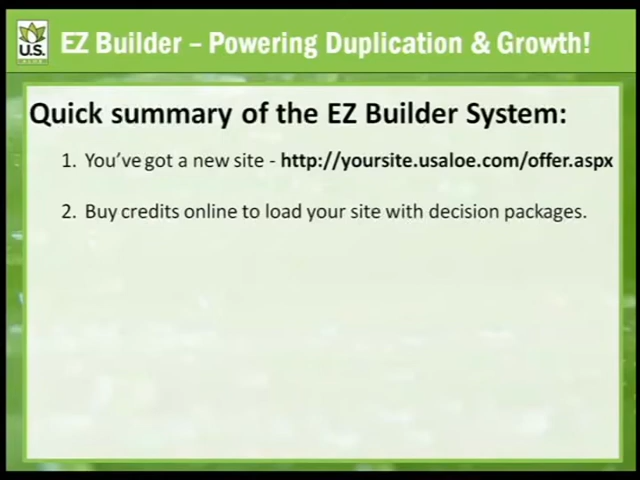 U.S.
EZ Builder – Powering Duplication & Growth!
Quick summary of the EZ Builder System:
1. You've got a new site - http://yoursite.usaloe.com/offer.aspx
2. Buy credits online to load your site with decision packages.